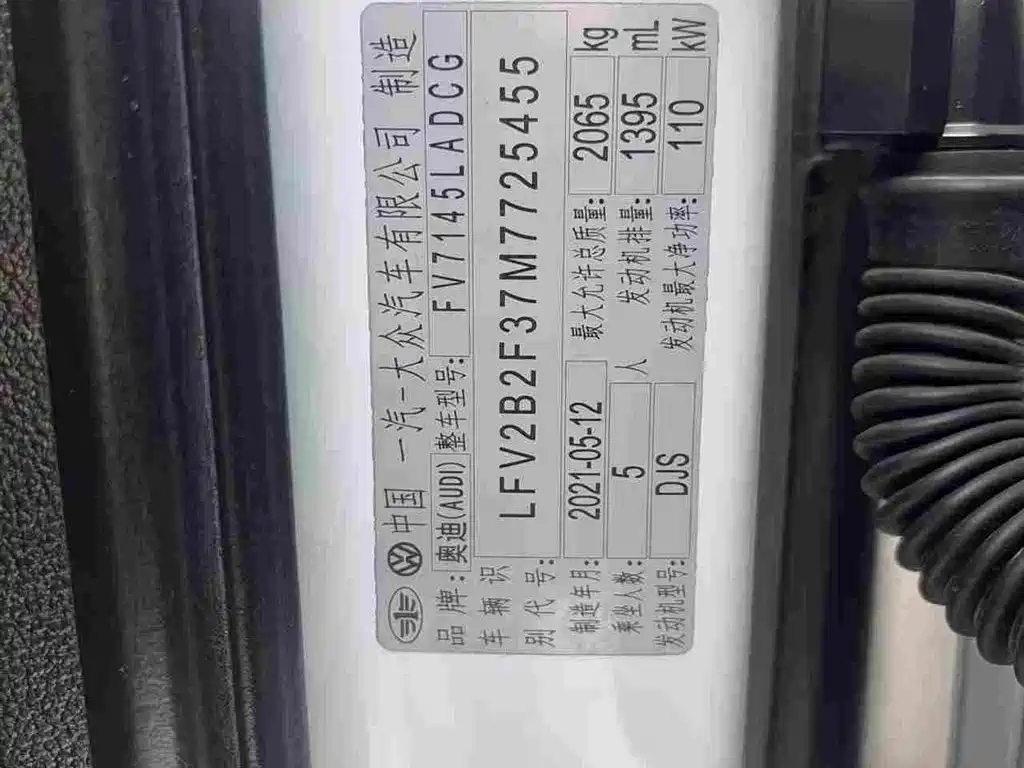 中国 一汽-大众汽车有限公司 制造
品牌: 奥迪(AUDI) 整车型号: FV7145LADCG
车辆识别代号: LFV2B2F37M7725455
制造年月: 2021-05-12 最大允许总质量: 2065 kg
乘坐人数: 5 人 发动机排量: 1395 mL
发动机型号: DJS 发动机最大净功率: 110 kW